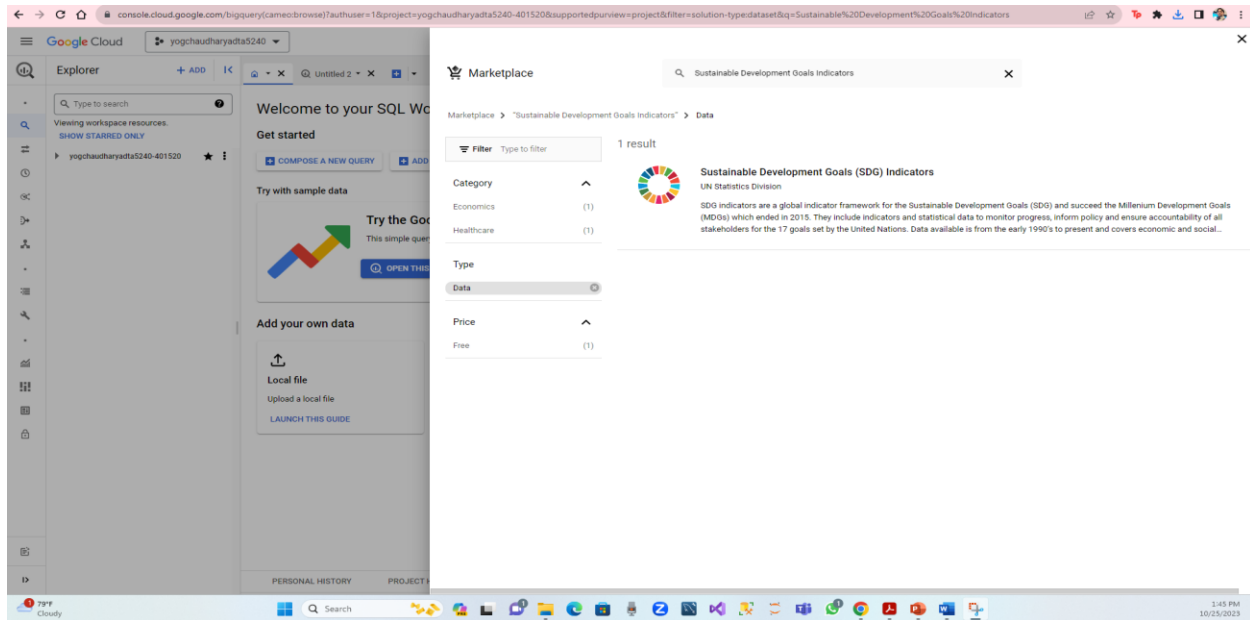 console.cloud.google.com/bigquery(cameo:browse)?authuser=1&project=yogchaudharyadta5240-401520&supportedpurview=project&filter=solution-type:dataset&q=Sustainable%20Development%20Goals%20Indicators
Google Cloud
yogchaudharyadta5240
Marketplace
Sustainable Development Goals Indicators
Explorer
+ ADD
Untitled 2
Type to search
Viewing workspace resources.
SHOW STARRED ONLY
yogchaudharyadta5240-401520
Welcome to your SQL Wo
Get started
COMPOSE A NEW QUERY
ADD
Try with sample data
Try the Goo
This simple quer
OPEN THIS
Add your own data
Local file
Upload a local file
LAUNCH THIS GUIDE
PERSONAL HISTORY
PROJECT H
Marketplace > "Sustainable Development Goals Indicators" > Data
Filter Type to filter
Category
Economics (1)
Healthcare (1)
Type
Data
Price
Free (1)
1 result
Sustainable Development Goals (SDG) Indicators
UN Statistics Division
SDG indicators are a global indicator framework for the Sustainable Development Goals (SDG) and succeed the Millenium Development Goals
(MDGs) which ended in 2015. They include indicators and statistical data to monitor progress, inform policy and ensure accountability of all
stakeholders for the 17 goals set by the United Nations. Data available is from the early 1990's to present and covers economic and social...
79°F
Cloudy
Search
1:45 PM
10/25/2023